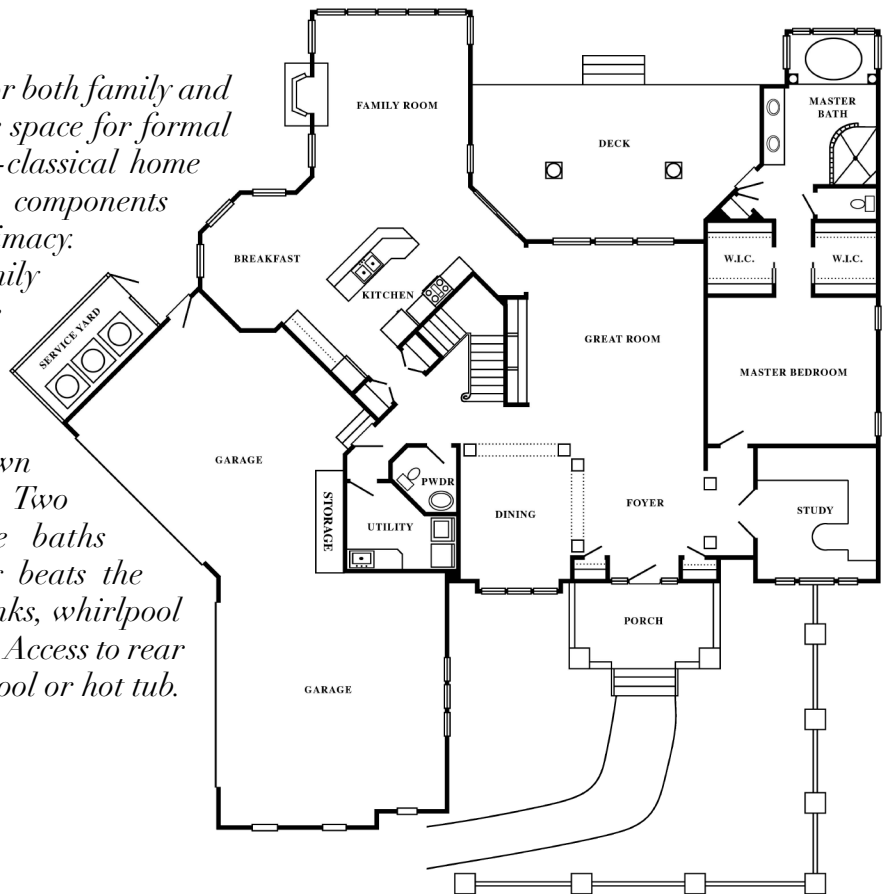 or both family and
space for formal
-classical home
components
imacy.
ily
wn
Two
baths
beats the
nks, whirlpool
Access to rear
ool or hot tub.
FAMILY ROOM
MASTER
BATH
DECK
BREAKFAST
W.I.C.
W.I.C.
KITCHEN
SERVICE YARD
GREAT ROOM
MASTER BEDROOM
GARAGE
PWDR
STORAGE
UTILITY
DINING
FOYER
STUDY
PORCH
GARAGE